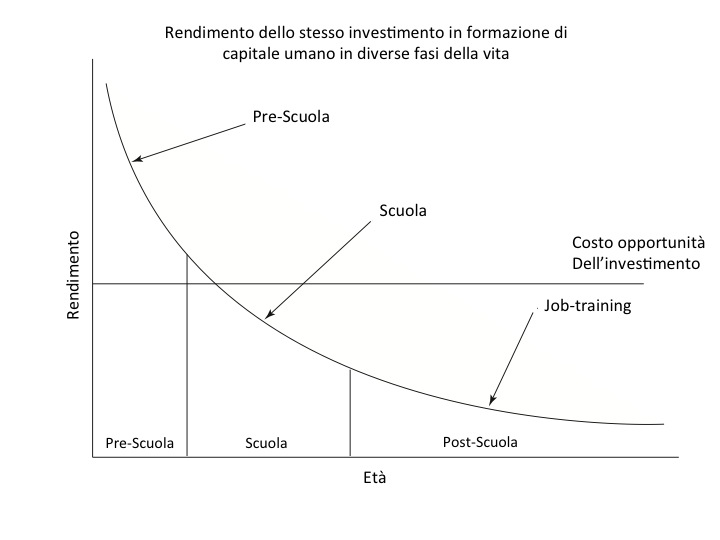 Rendimento dello stesso investimento in formazione di
capitale umano in diverse fasi della vita
Pre-Scuola
Scuola
Costo opportunità
Dell’investimento
Job-training
Rendimento
Pre-Scuola
Scuola
Post-Scuola
Età